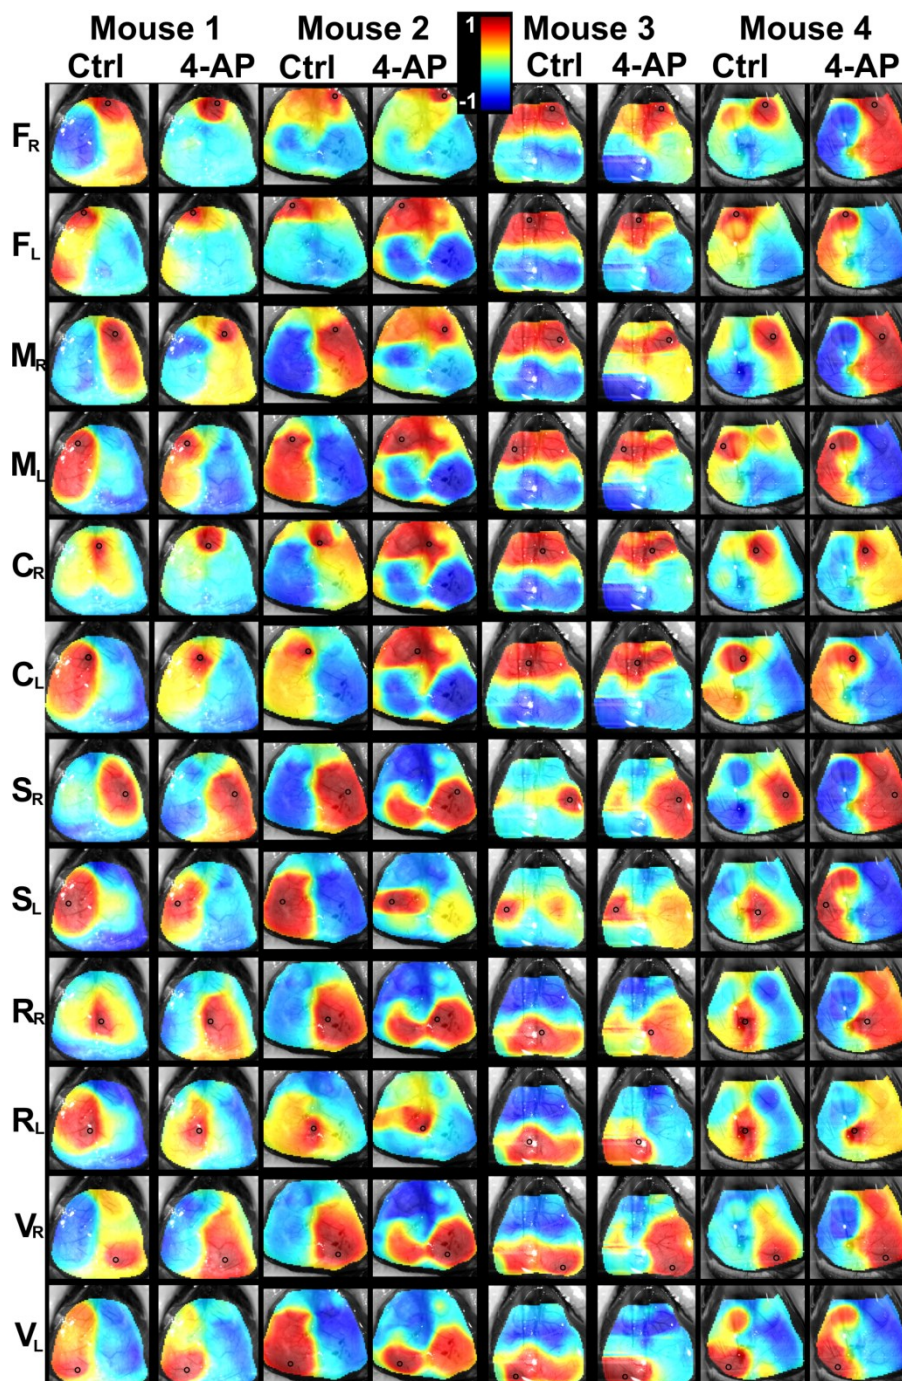 Mouse 1 Mouse 2 1 Mouse 3 Mouse 4
Ctrl 4-AP Ctrl 4-AP -1 Ctrl 4-AP Ctrl 4-AP
FR
FL
MR
ML
CR
CL
SR
SL
RR
RL
VR
VL